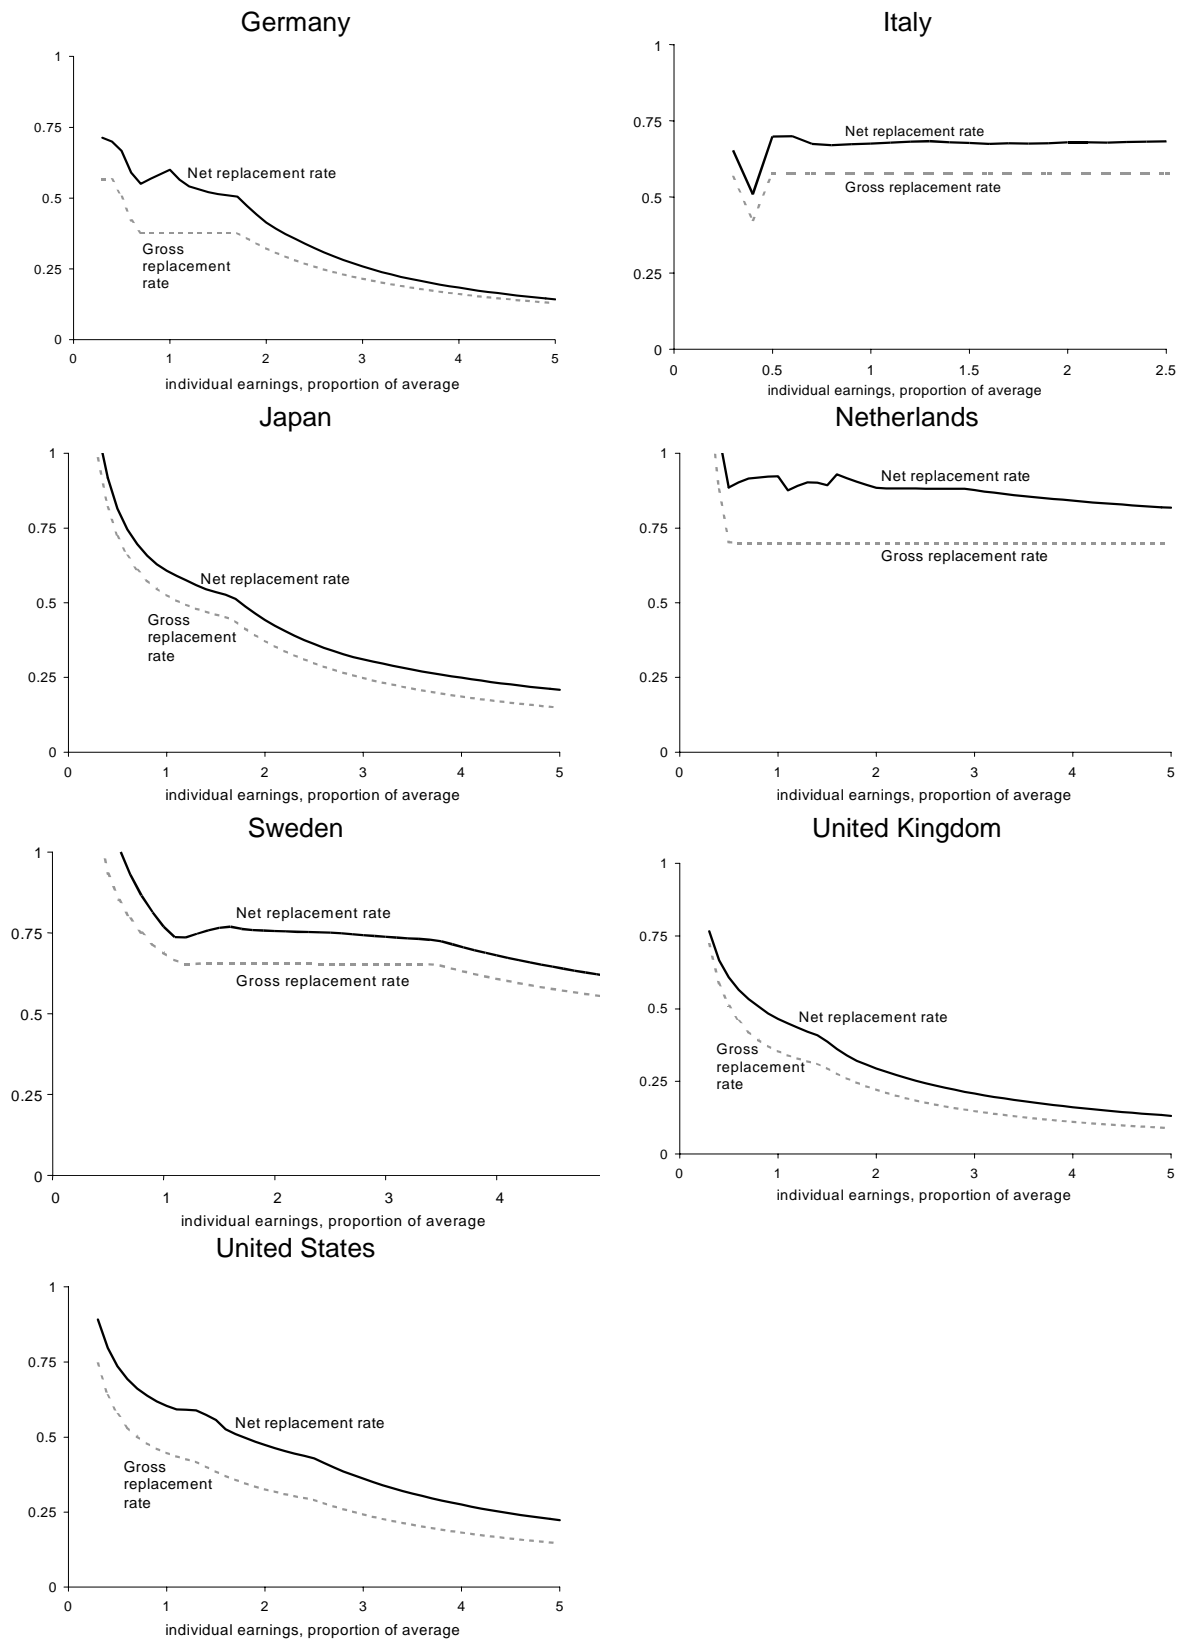 Germany
1
0.75
Net replacement rate
0.5
Gross
replacement
rate
0.25
0
0 1 2 3 4 5
individual earnings, proportion of average
Italy
1
0.75
Net replacement rate
Gross replacement rate
0.5
0.25
0
0 0.5 1 1.5 2 2.5
individual earnings, proportion of average
Japan
1
0.75
Net replacement rate
0.5
Gross
replacement
rate
0.25
0
0 1 2 3 4 5
individual earnings, proportion of average
Netherlands
1
Net replacement rate
0.75
Gross replacement rate
0.5
0.25
0
0 1 2 3 4 5
individual earnings, proportion of average
Sweden
1
Net replacement rate
0.75
Gross replacement rate
0.5
0.25
0
0 1 2 3 4
individual earnings, proportion of average
United Kingdom
1
0.75
0.5
Net replacement rate
Gross
replacement
rate
0.25
0
0 1 2 3 4 5
individual earnings, proportion of average
United States
1
0.75
Net replacement rate
0.5
Gross
replacement
rate
0.25
0
0 1 2 3 4 5
individual earnings, proportion of average